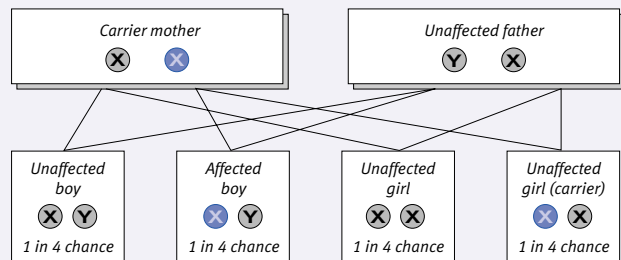 Carrier mother
X X
Unaffected father
Y X
Unaffected
boy
X Y
1 in 4 chance
Affected
boy
X Y
1 in 4 chance
Unaffected
girl
X X
1 in 4 chance
Unaffected
girl (carrier)
X X
1 in 4 chance